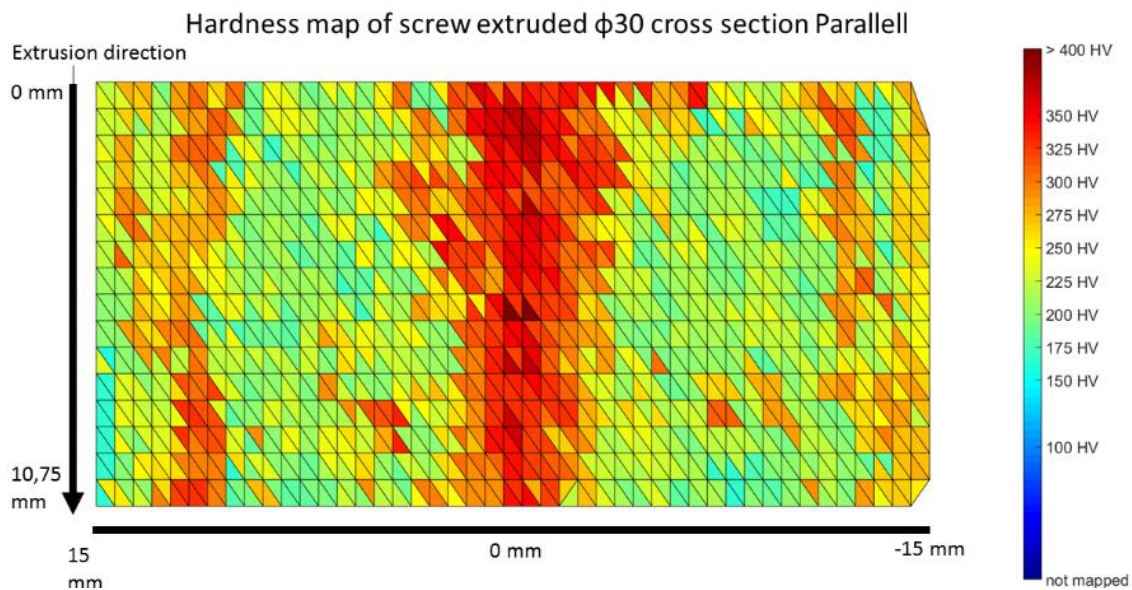 Hardness map of screw extruded ϕ30 cross section Parallell
Extrusion direction
0 mm
10,75
mm
15
mm
0 mm
-15 mm
> 400 HV
350 HV
325 HV
300 HV
275 HV
250 HV
225 HV
200 HV
175 HV
150 HV
100 HV
not mapped